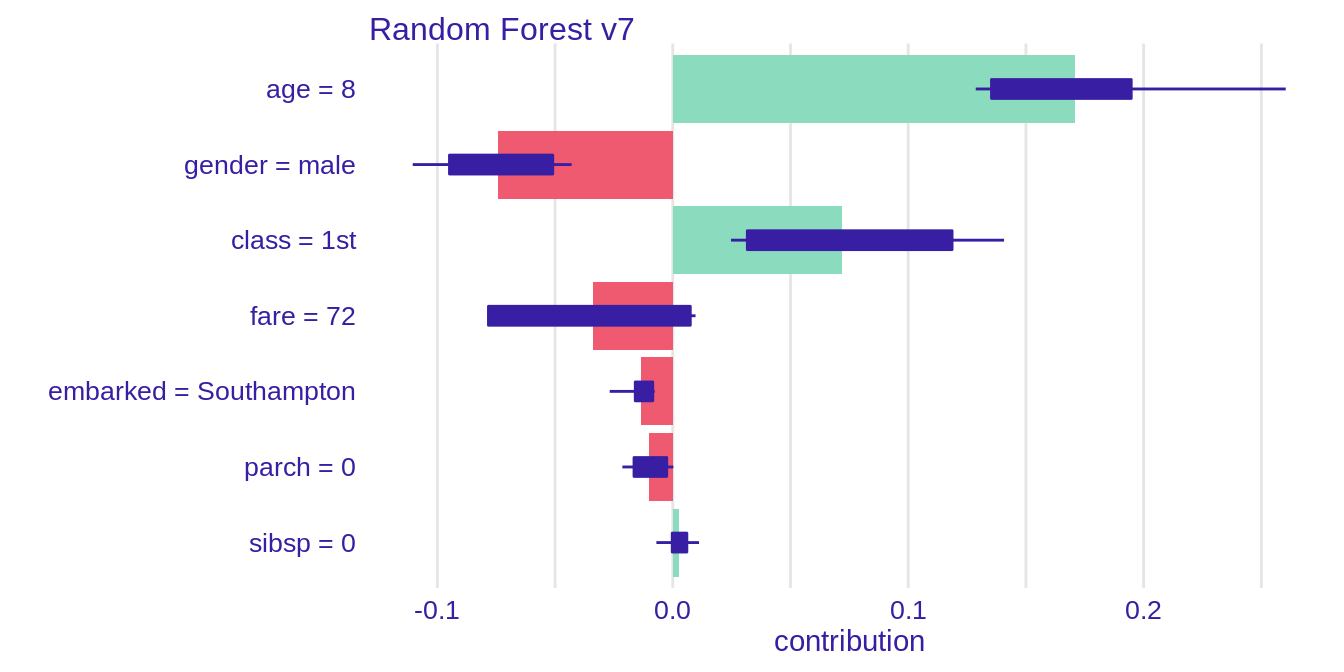 Random Forest v7
age = 8
gender = male
class = 1st
fare = 72
embarked = Southampton
parch = 0
sibsp = 0
-0.1 0.0 0.1 0.2
contribution